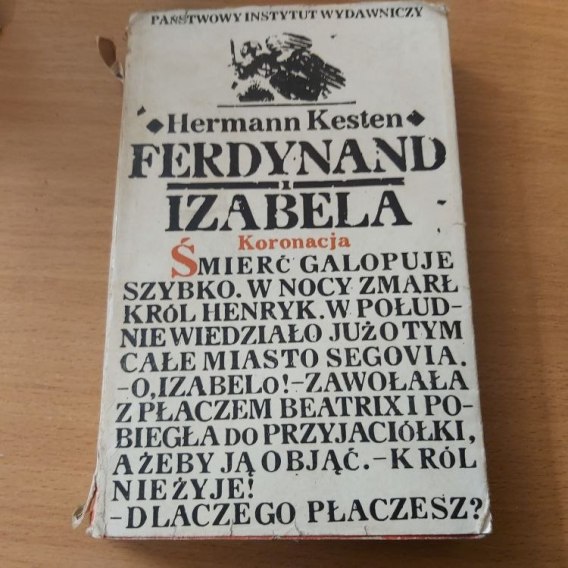 PAŃSTWOWY INSTYTUT WYDAWNICZY
Hermann Kesten
FERDYNAND
I
IZABELA
Koronacja
ŚMIERĆ GALOPUJE
SZYBKO. W NOCY ZMARŁ
KRÓL HENRYK. W POŁUD-
NIE WIEDZIAŁO JUŻ O TYM
CAŁE MIASTO SEGOVIA.
-O, IZABELO!-ZAWOŁAŁA
Z PŁACZEM BEATRIX I PO-
BIEGŁA DO PRZYJACIÓŁKI,
AŻEBY JĄ OBJĄĆ.-KRÓL
NIE ŻYJE!
-DLACZEGO PŁACZESZ?